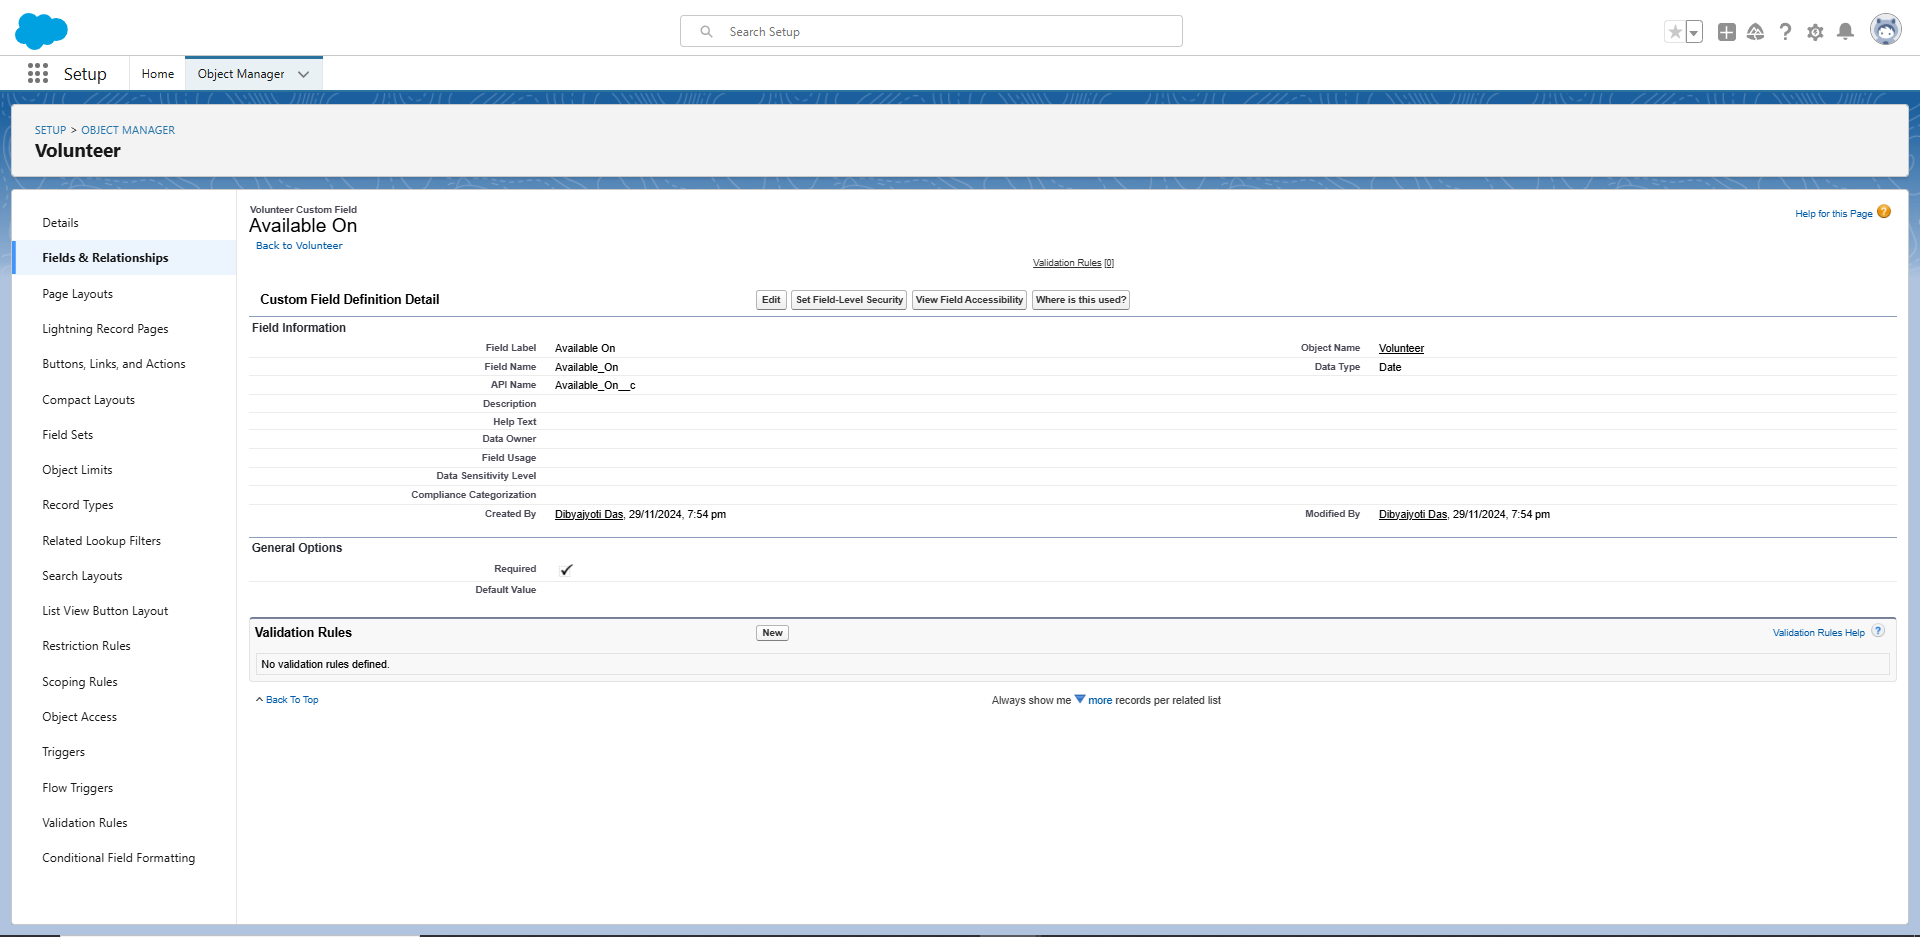 Search Setup
Setup
Home
Object Manager
SETUP > OBJECT MANAGER
Volunteer
Details
Fields & Relationships
Page Layouts
Lightning Record Pages
Buttons, Links, and Actions
Compact Layouts
Field Sets
Object Limits
Record Types
Related Lookup Filters
Search Layouts
List View Button Layout
Restriction Rules
Scoping Rules
Object Access
Triggers
Flow Triggers
Validation Rules
Conditional Field Formatting
Volunteer Custom Field
Available On
Back to Volunteer
Help for this Page ?
Validation Rules [0]
Custom Field Definition Detail
Edit
Set Field-Level Security
View Field Accessibility
Where is this used?
Field Information
Field Label Available On Object Name Volunteer
Field Name Available_On Data Type Date
API Name Available_On__c
Description
Help Text
Data Owner
Field Usage
Data Sensitivity Level
Compliance Categorization
Created By Dibyajyoti Das, 29/11/2024, 7:54 pm Modified By Dibyajyoti Das, 29/11/2024, 7:54 pm
General Options
Required
Default Value
Validation Rules New Validation Rules Help ?
No validation rules defined.
Back To Top Always show me more records per related list